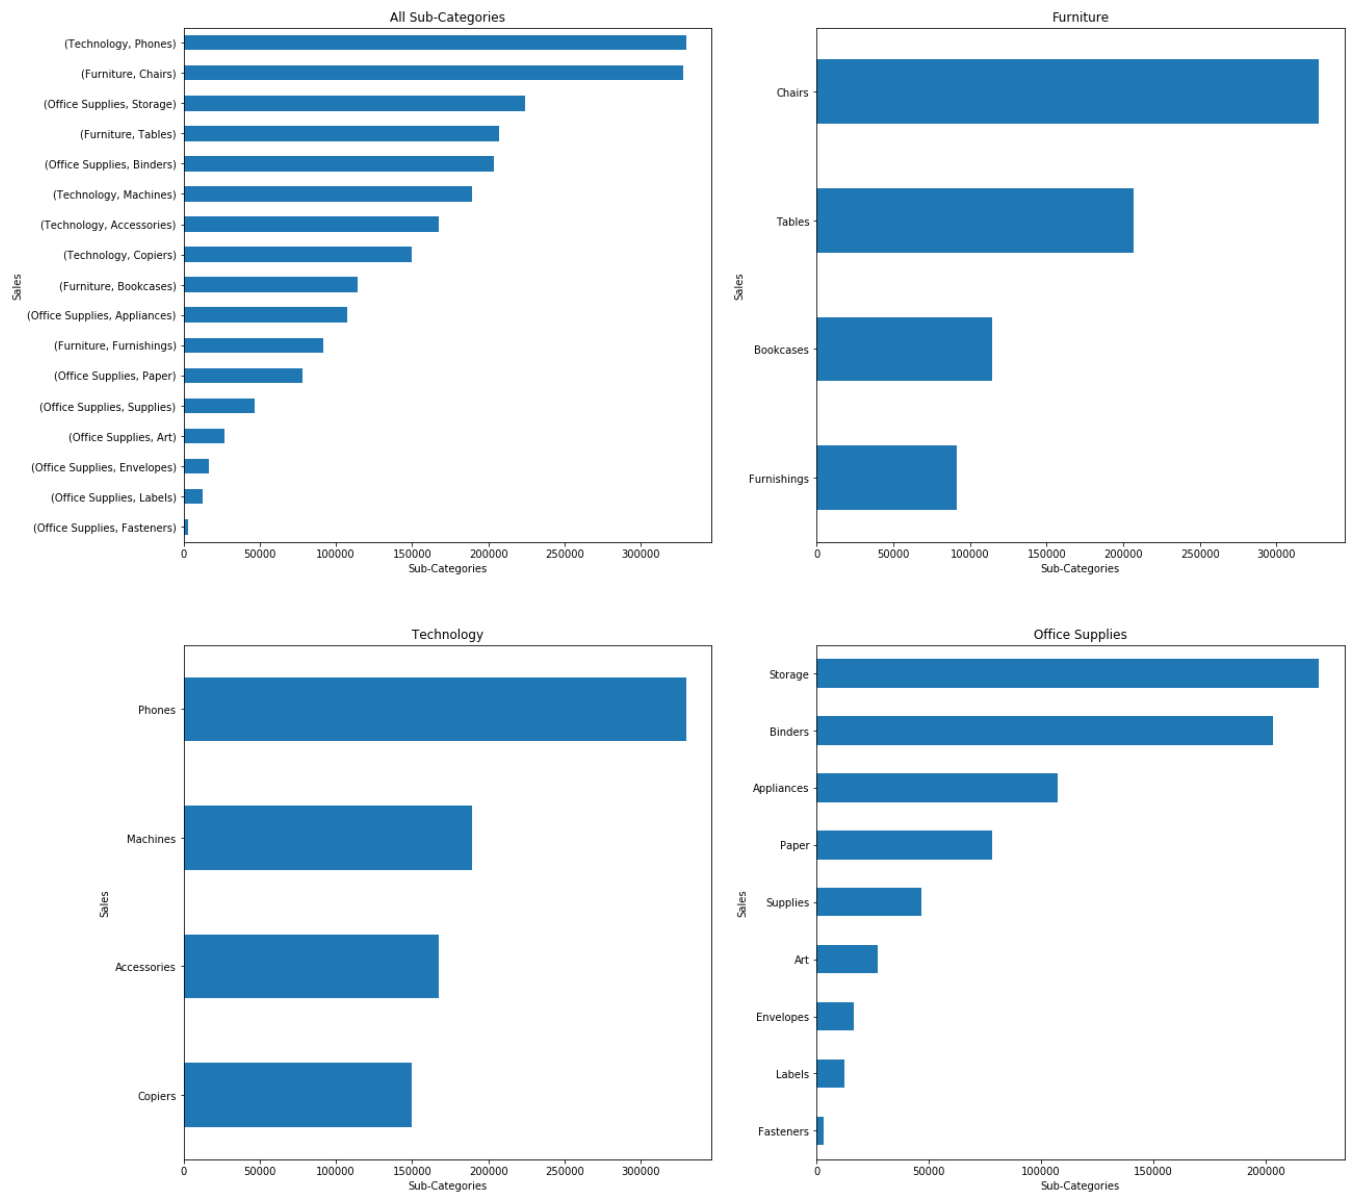 All Sub-Categories
(Technology, Phones)
(Furniture, Chairs)
(Office Supplies, Storage)
(Furniture, Tables)
(Office Supplies, Binders)
(Technology, Machines)
(Technology, Accessories)
(Technology, Copiers)
(Furniture, Bookcases)
(Office Supplies, Appliances)
(Furniture, Furnishings)
(Office Supplies, Paper)
(Office Supplies, Supplies)
(Office Supplies, Art)
(Office Supplies, Envelopes)
(Office Supplies, Labels)
(Office Supplies, Fasteners)
Sales
0 50000 100000 150000 200000 250000 300000
Sub-Categories
Furniture
Chairs
Tables
Bookcases
Furnishings
Sales
0 50000 100000 150000 200000 250000 300000
Sub-Categories
Technology
Phones
Machines
Accessories
Copiers
Sales
0 50000 100000 150000 200000 250000 300000
Sub-Categories
Office Supplies
Storage
Binders
Appliances
Paper
Supplies
Art
Envelopes
Labels
Fasteners
Sales
0 50000 100000 150000 200000
Sub-Categories